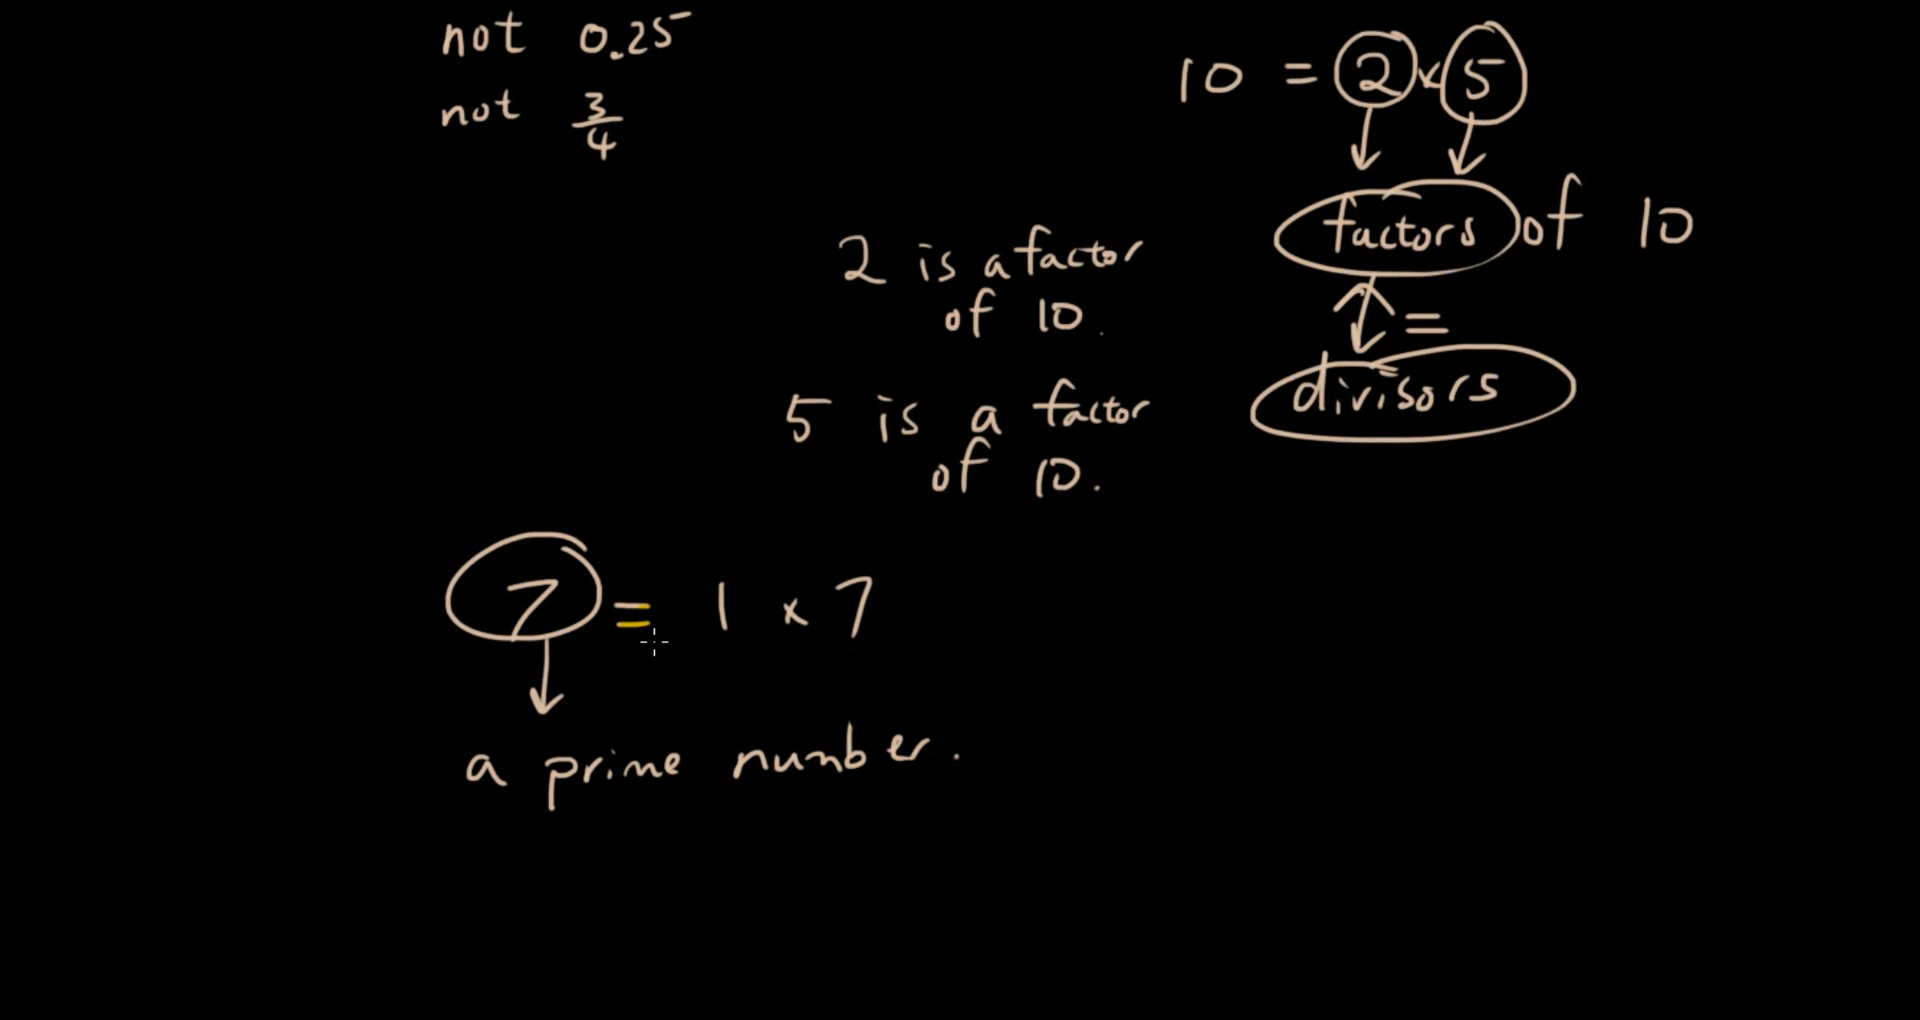 not 0.25
not 3/4
10 = 2 x 5
factors of 10
=
divisors
2 is a factor
of 10.
5 is a factor
of 10.
7 = 1 x 7
a prime number.